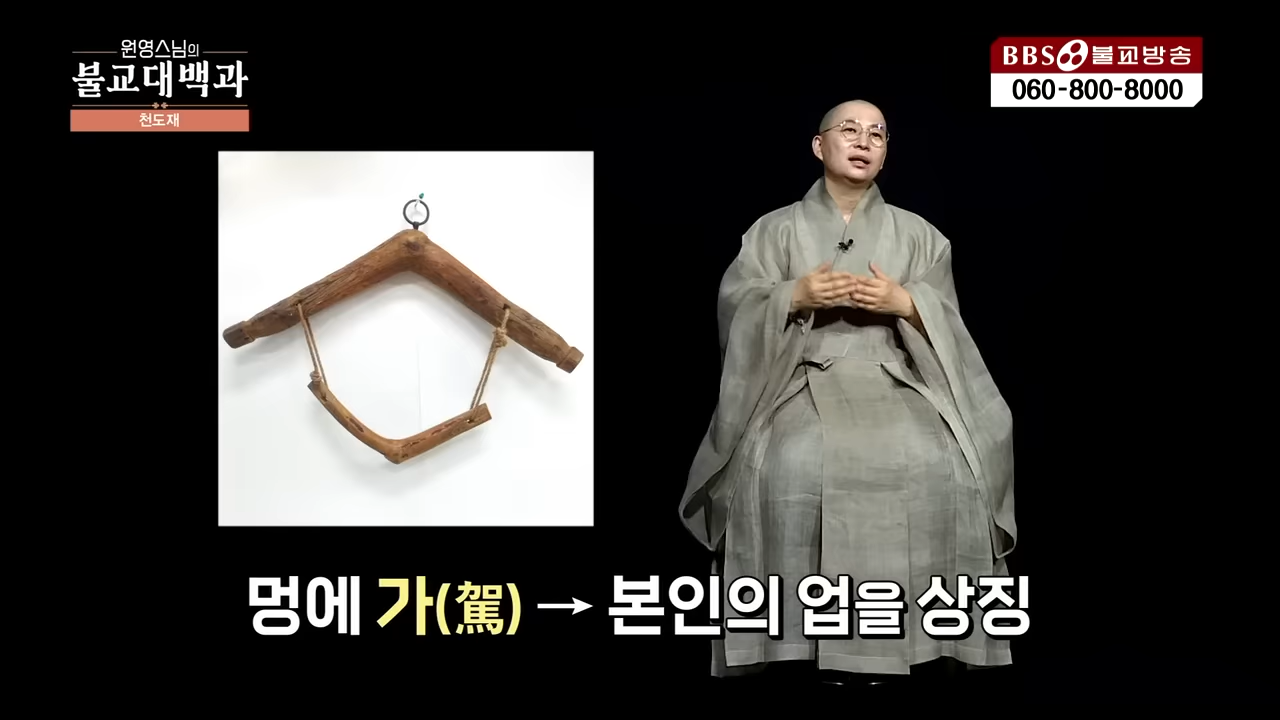 원영스님의
불교대백과
천도재
BBS 불교방송
060-800-8000
멍에 가(駕) → 본인의 업을 상징